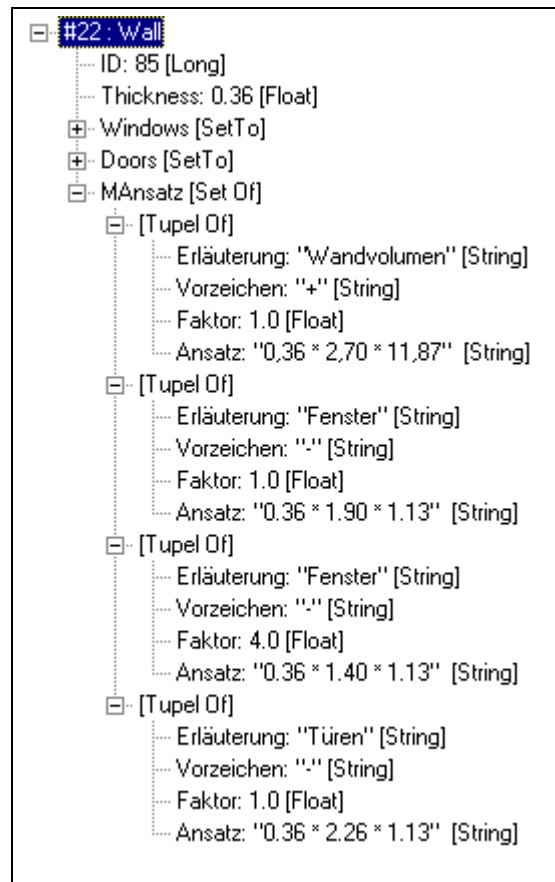 #22 : Wall
ID: 85 [Long]
Thickness: 0.36 [Float]
Windows [SetTo]
Doors [SetTo]
MAnsatz [Set Of]
[Tupel Of]
Erläuterung: "Wandvolumen" [String]
Vorzeichen: "+" [String]
Faktor: 1.0 [Float]
Ansatz: "0,36 * 2,70 * 11,87" [String]
[Tupel Of]
Erläuterung: "Fenster" [String]
Vorzeichen: "-" [String]
Faktor: 1.0 [Float]
Ansatz: "0.36 * 1.90 * 1.13" [String]
[Tupel Of]
Erläuterung: "Fenster" [String]
Vorzeichen: "-" [String]
Faktor: 4.0 [Float]
Ansatz: "0.36 * 1.40 * 1.13" [String]
[Tupel Of]
Erläuterung: "Türen" [String]
Vorzeichen: "-" [String]
Faktor: 1.0 [Float]
Ansatz: "0.36 * 2.26 * 1.13" [String]